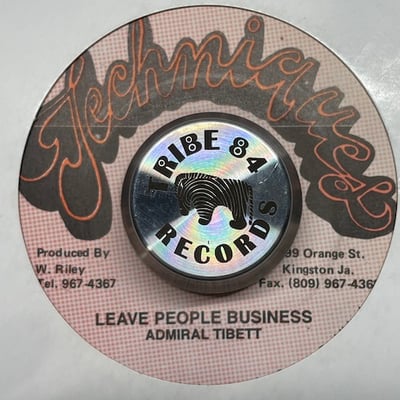 Techniques
TRIBE 84
RECORDS
Produced By
W. Riley
Tel. 967-4367
99 Orange St.
Kingston Ja.
Fax. (809) 967-4367
LEAVE PEOPLE BUSINESS
ADMIRAL TIBETT